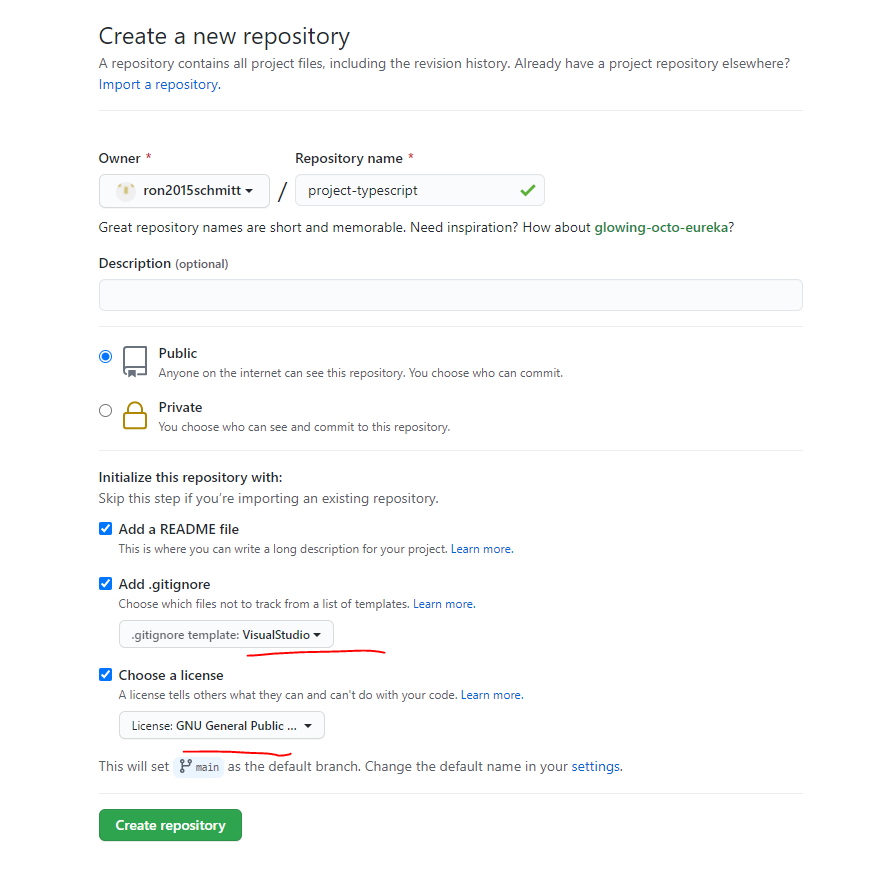 Create a new repository
A repository contains all project files, including the revision history. Already have a project repository elsewhere?
Import a repository.
Owner * Repository name *
ron2015schmitt / project-typescript
Great repository names are short and memorable. Need inspiration? How about glowing-octo-eureka?
Description (optional)
Public
Anyone on the internet can see this repository. You choose who can commit.
Private
You choose who can see and commit to this repository.
Initialize this repository with:
Skip this step if you're importing an existing repository.
Add a README file
This is where you can write a long description for your project. Learn more.
Add .gitignore
Choose which files not to track from a list of templates. Learn more.
.gitignore template: VisualStudio
Choose a license
A license tells others what they can and can't do with your code. Learn more.
License: GNU General Public ...
This will set main as the default branch. Change the default name in your settings.
Create repository